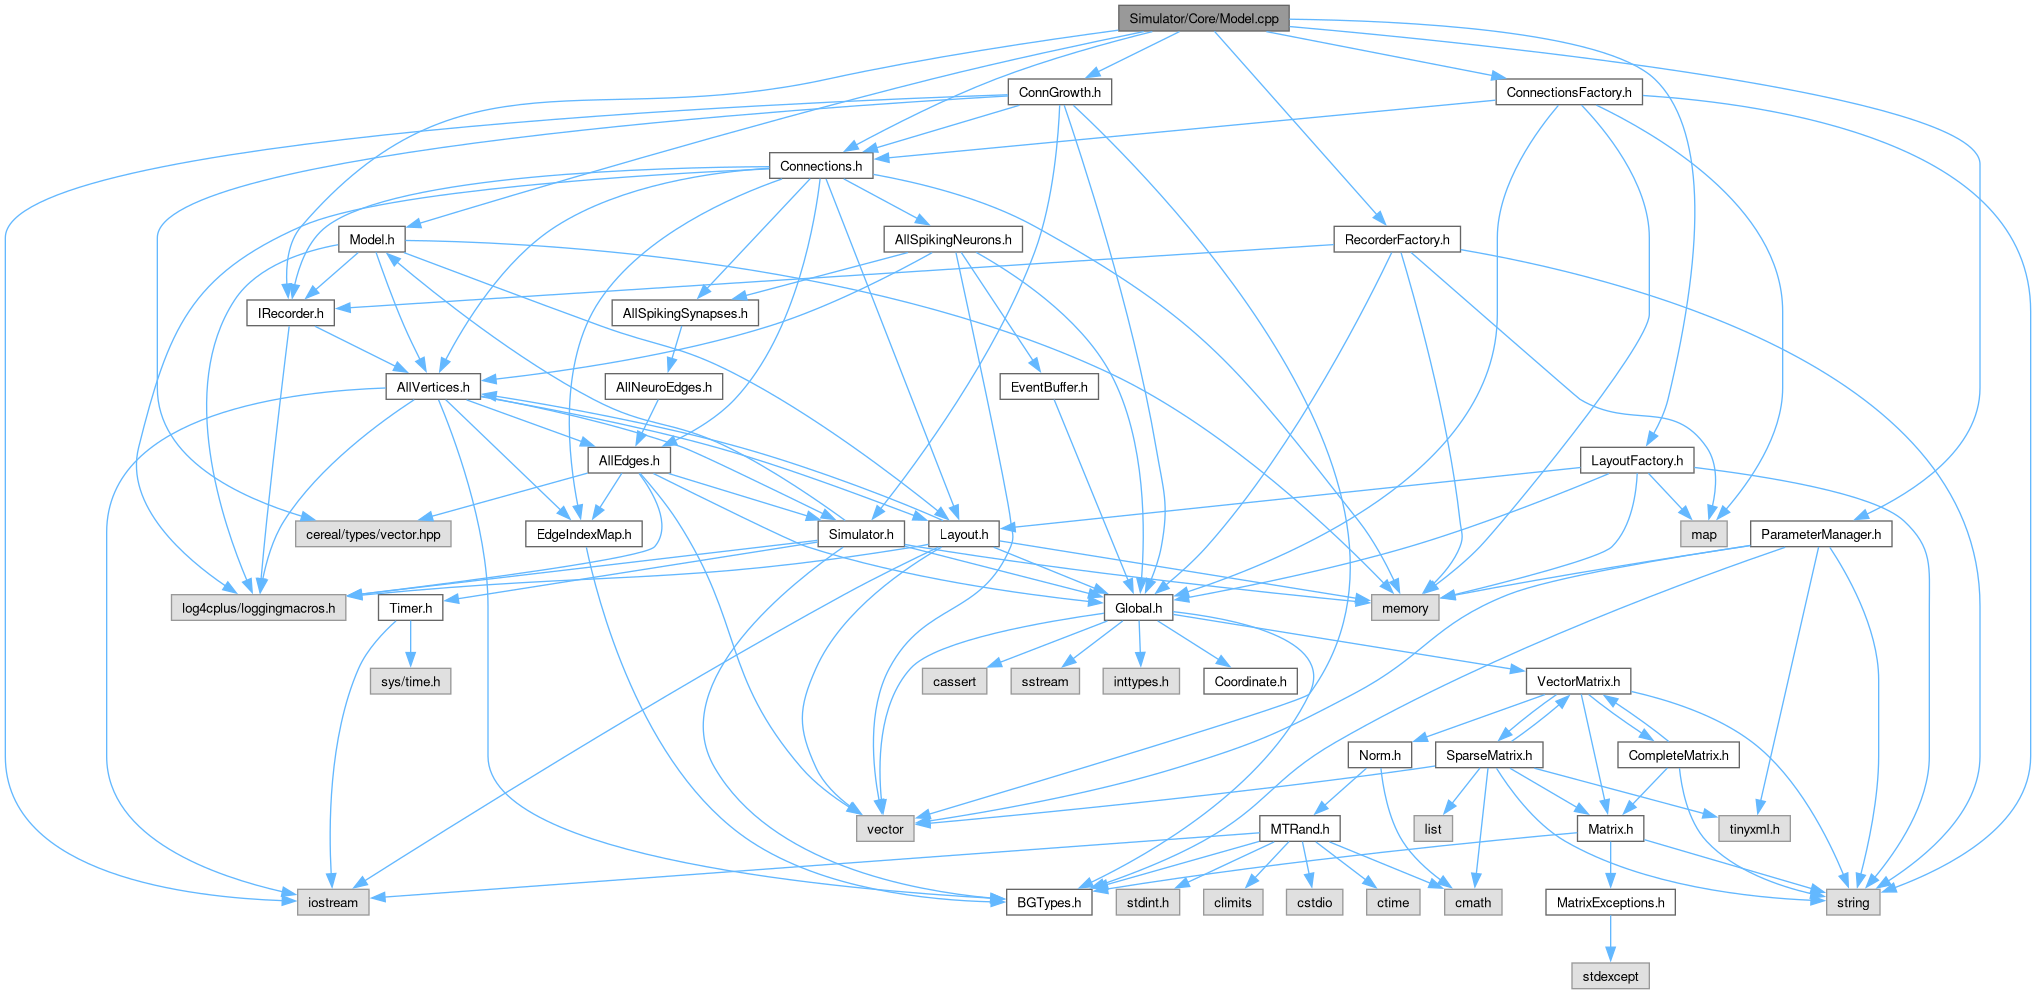 Simulator/Core/Model.cpp
ConnGrowth.h
ConnectionsFactory.h
Connections.h
Model.h
AllSpikingNeurons.h
RecorderFactory.h
IRecorder.h
AllSpikingSynapses.h
AllVertices.h
AllNeuroEdges.h
EventBuffer.h
AllEdges.h
LayoutFactory.h
cereal/types/vector.hpp
EdgeIndexMap.h
Simulator.h
Layout.h
map
ParameterManager.h
log4cplus/loggingmacros.h
Timer.h
Global.h
memory
sys/time.h
cassert
sstream
inttypes.h
Coordinate.h
VectorMatrix.h
Norm.h
SparseMatrix.h
CompleteMatrix.h
vector
MTRand.h
list
Matrix.h
tinyxml.h
iostream
BGTypes.h
stdint.h
climits
cstdio
ctime
cmath
MatrixExceptions.h
string
stdexcept